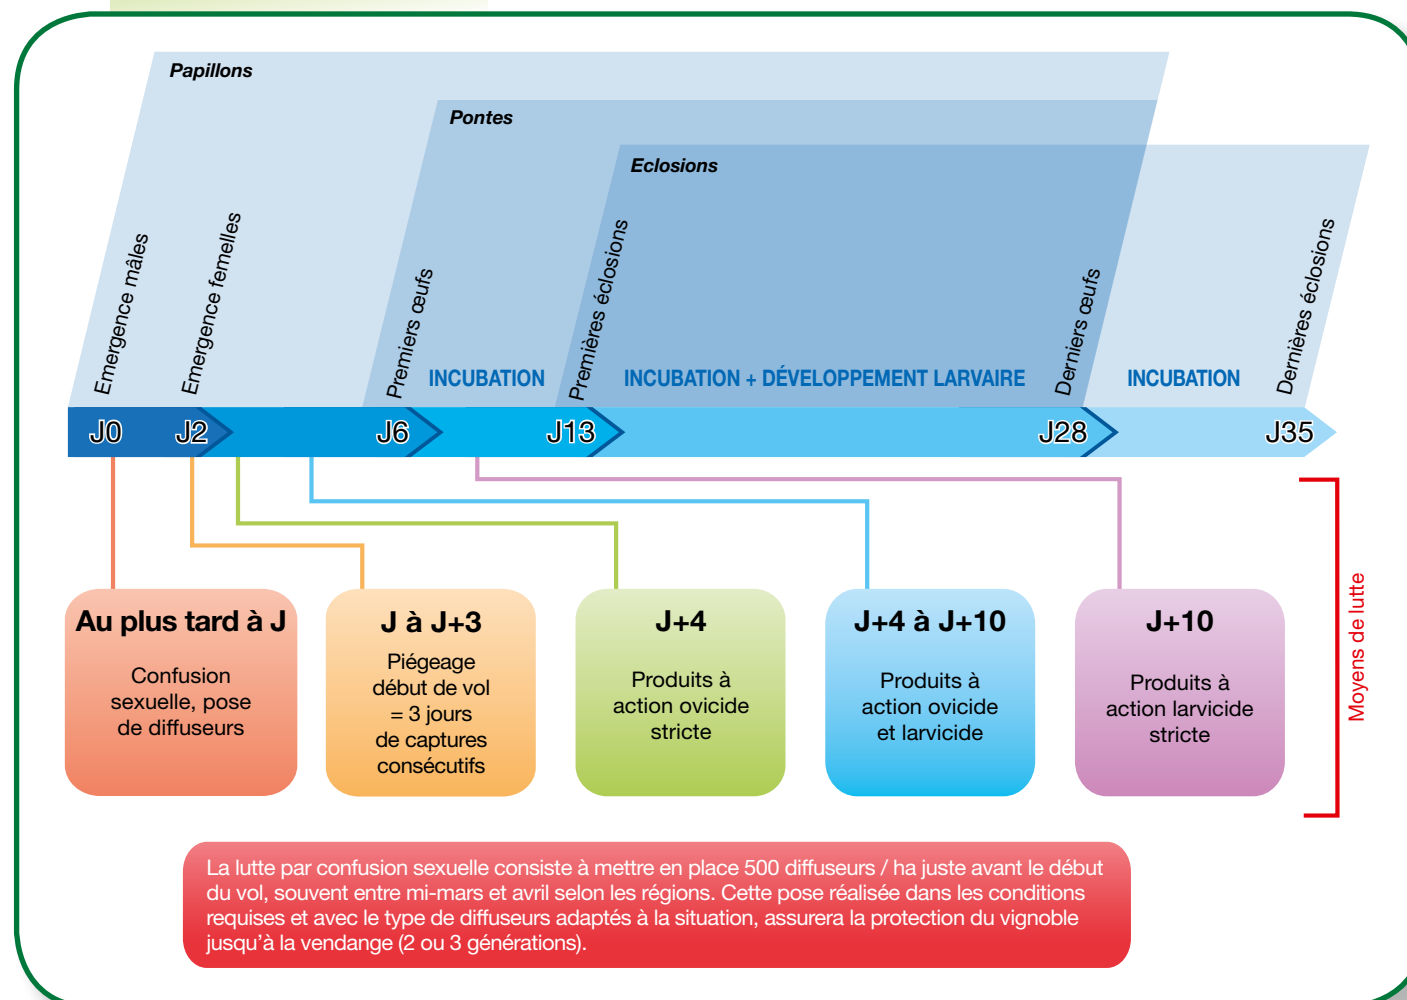 Papillons
Pontes
Eclosions
Emergence mâles
Emergence femelles
Premiers œufs
Premières éclosions
Derniers œufs
Dernières éclosions
INCUBATION
INCUBATION + DÉVELOPPEMENT LARVAIRE
INCUBATION
J0
J2
J6
J13
J28
J35
Au plus tard à J
Confusion
sexuelle, pose
de diffuseurs
J à J+3
Piégeage
début de vol
= 3 jours
de captures
consécutifs
J+4
Produits à
action ovicide
stricte
J+4 à J+10
Produits à
action ovicide
et larvicide
J+10
Produits à
action larvicide
stricte
Moyens de lutte
La lutte par confusion sexuelle consiste à mettre en place 500 diffuseurs / ha juste avant le début
du vol, souvent entre mi-mars et avril selon les régions. Cette pose réalisée dans les conditions
requises et avec le type de diffuseurs adaptés à la situation, assurera la protection du vignoble
jusqu'à la vendange (2 ou 3 générations).